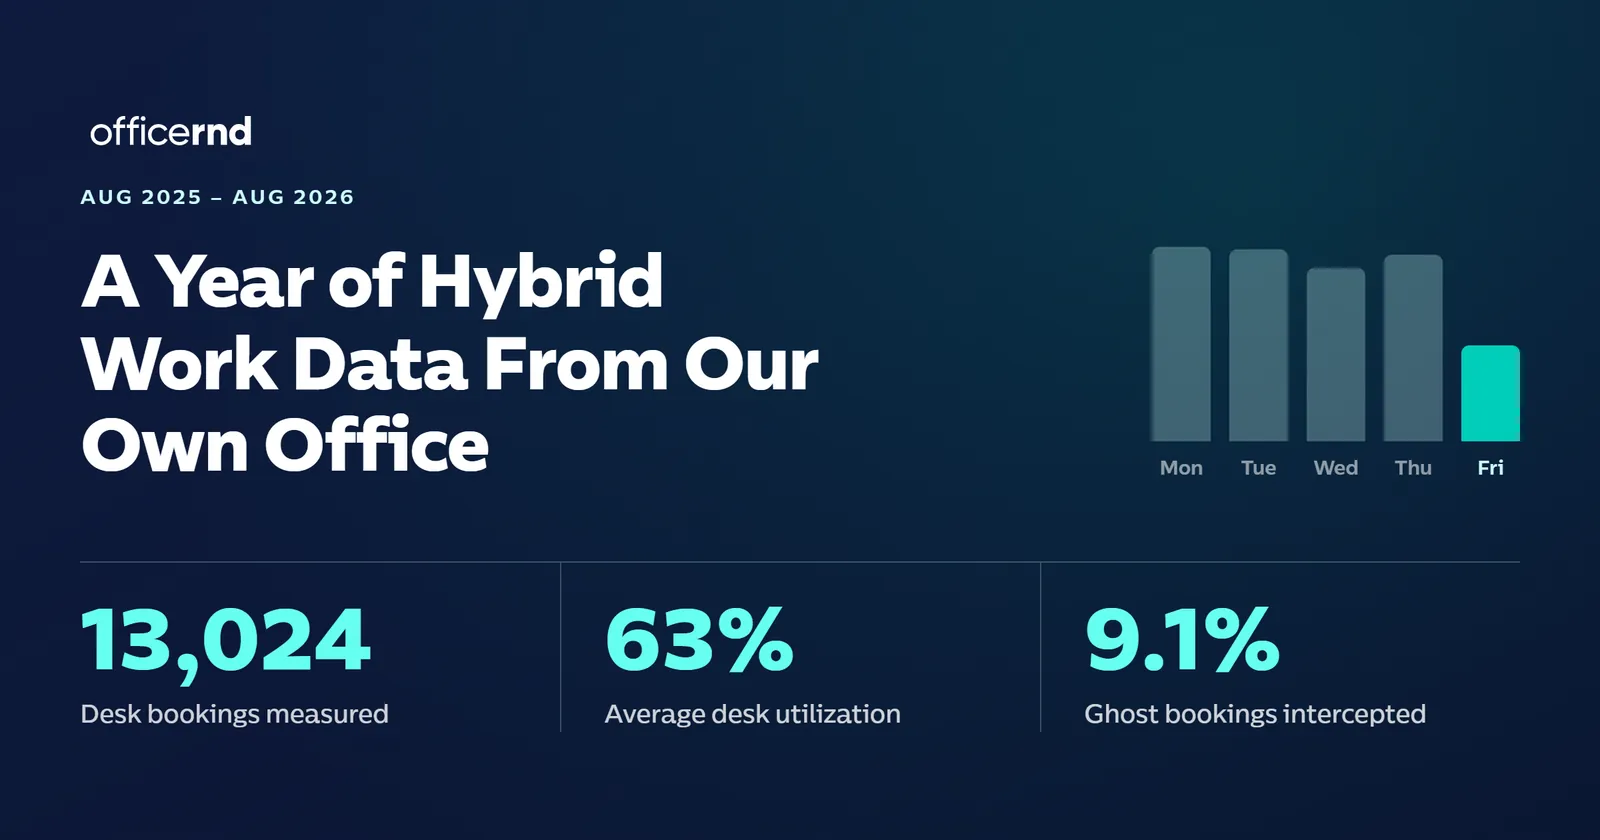 officernd
AUG 2025 – AUG 2026
A Year of Hybrid
Work Data From Our
Own Office
Mon Tue Wed Thu Fri
13,024
Desk bookings measured
63%
Average desk utilization
9.1%
Ghost bookings intercepted